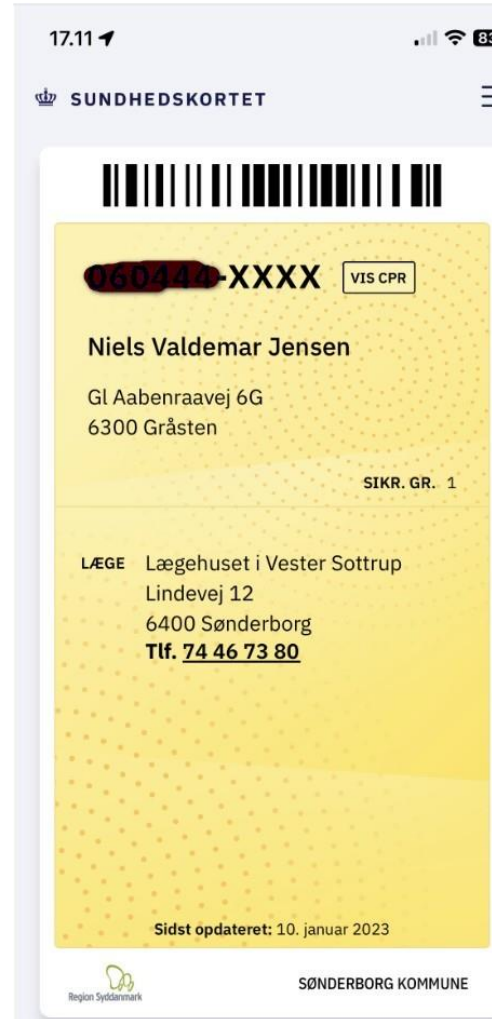 17.11
83
SUNDHEDSKORTET
-XXXX VIS CPR
Niels Valdemar Jensen
Gl Aabenraavej 6G
6300 Gråsten
SIKR. GR. 1
LÆGE Lægehuset i Vester Sottrup
Lindevej 12
6400 Sønderborg
Tlf. 74 46 73 80
Sidst opdateret: 10. januar 2023
Region Syddanmark
SØNDERBORG KOMMUNE